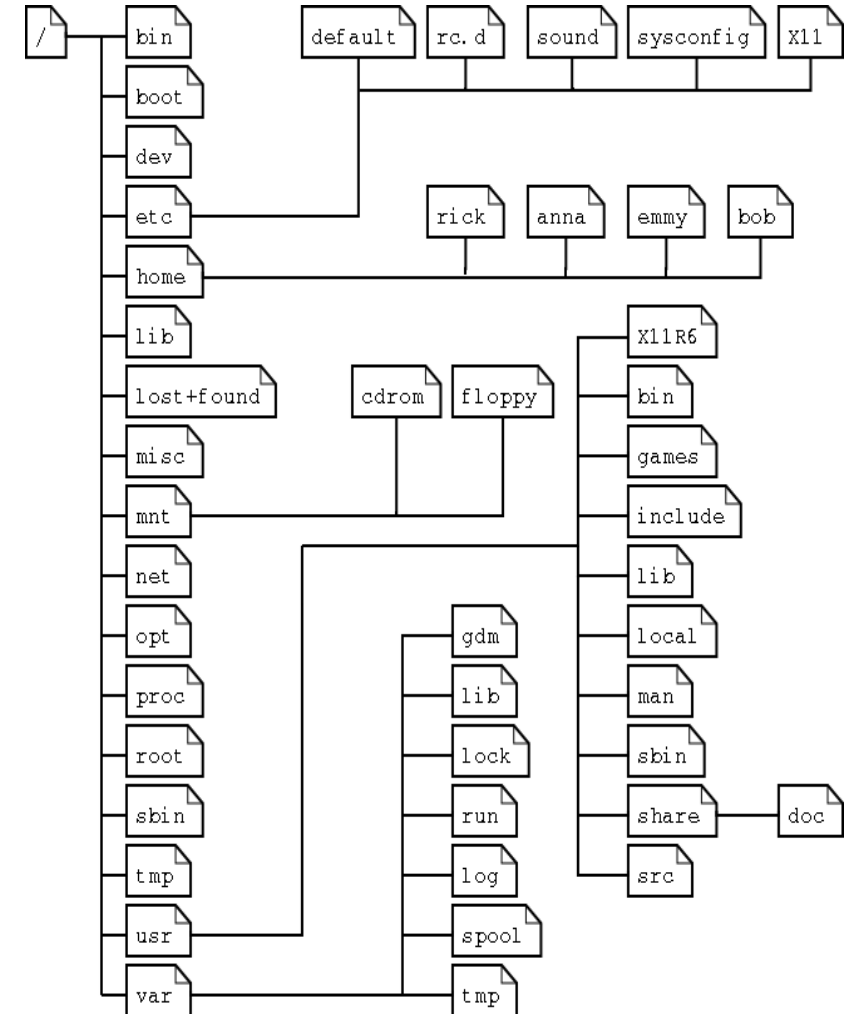 / bin default rc.d sound sysconfig X11
boot
dev
etc rick anna emmy bob
home
lib X11R6
lost+found cdrom floppy bin
misc games
mnt include
net lib
opt gdm local
proc lib man
root lock sbin
sbin run share doc
tmp log src
usr spool
var tmp